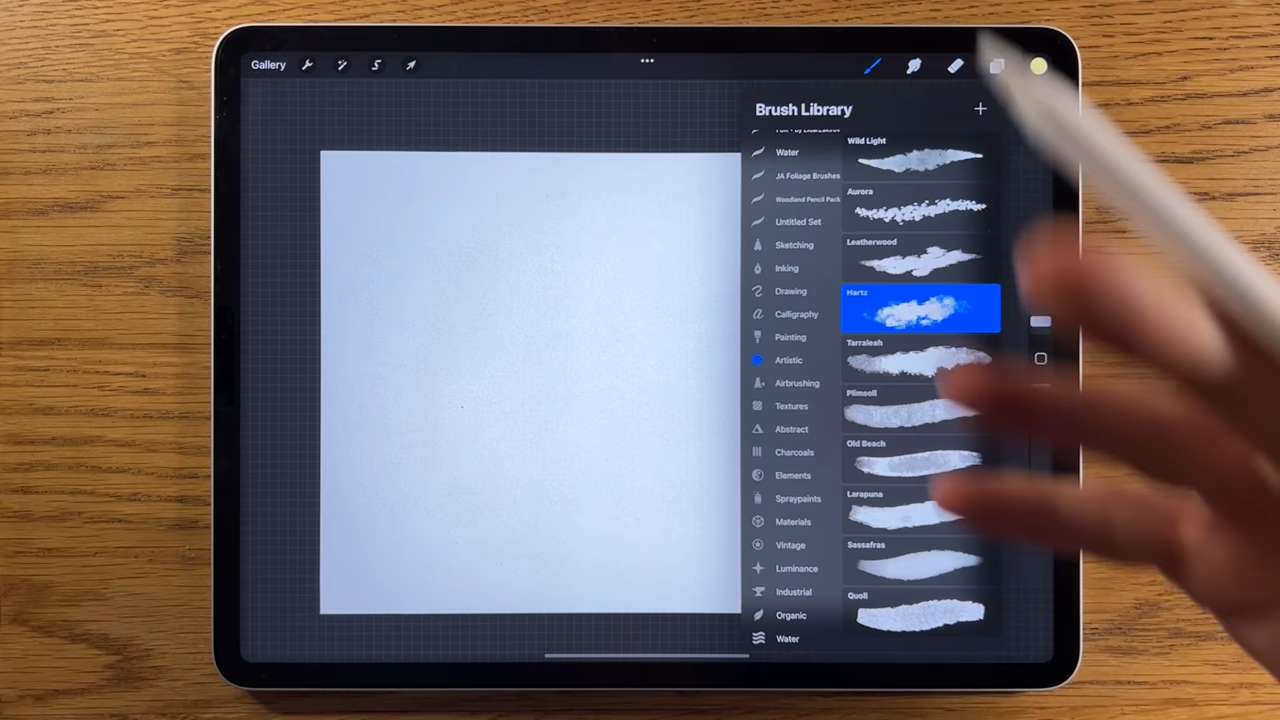 Gallery
Brush Library
Water
JA Foliage Brushes
Woodland Pencil Pack
Untitled Set
Sketching
Inking
Drawing
Calligraphy
Painting
Artistic
Airbrushing
Textures
Abstract
Charcoals
Elements
Spraypaints
Materials
Vintage
Luminance
Industrial
Organic
Water
Wild Light
Aurora
Leatherwood
Hartz
Tarraleah
Plimsoll
Old Beach
Larapuna
Sassafras
Quoll